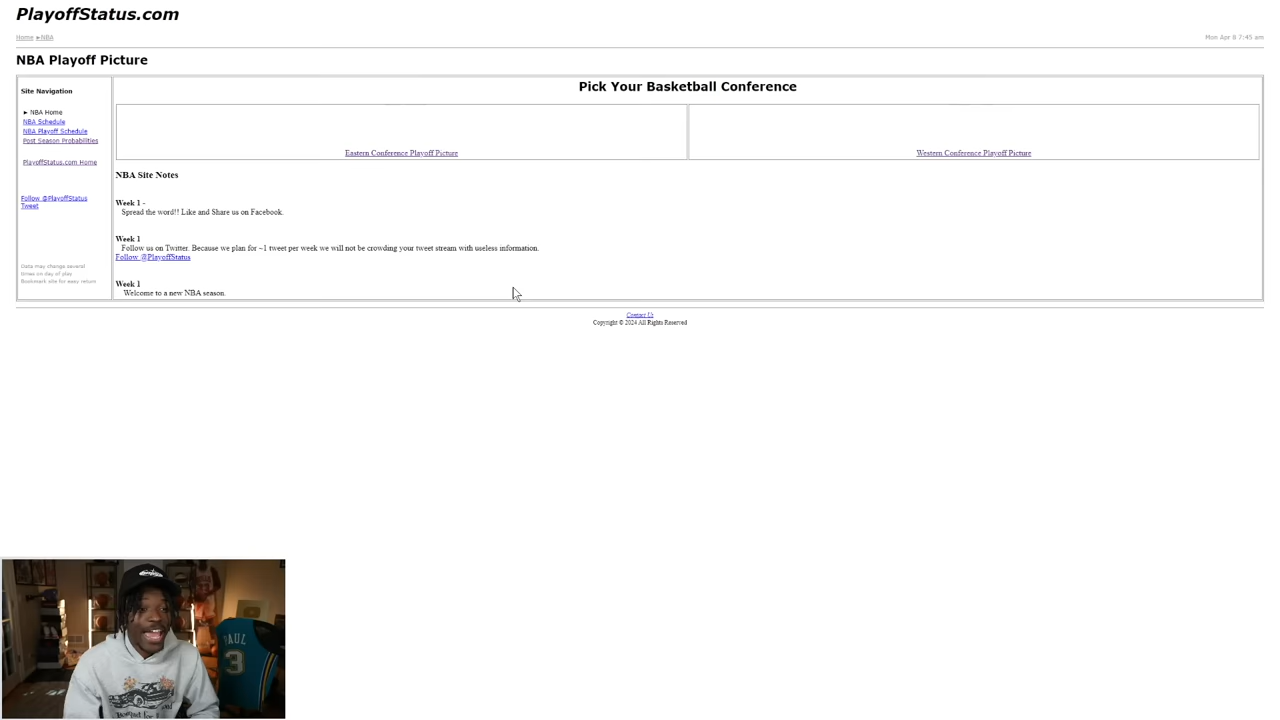 PlayoffStatus.com
Home ►NBA
Mon Apr 8 7:45 am
NBA Playoff Picture
Site Navigation
► NBA Home
NBA Schedule
NBA Playoff Schedule
Post Season Probabilities
PlayoffStatus.com Home
Follow @PlayoffStatus
Tweet
Data may change several
times on day of play
Bookmark site for easy return
Pick Your Basketball Conference
Eastern Conference Playoff Picture
Western Conference Playoff Picture
NBA Site Notes
Week 1 -
Spread the word!! Like and Share us on Facebook.
Week 1
Follow us on Twitter. Because we plan for ~1 tweet per week we will not be crowding your tweet stream with useless information.
Follow @PlayoffStatus
Week 1
Welcome to a new NBA season.
Contact Us
Copyright © 2024 All Rights Reserved
PAUL
3